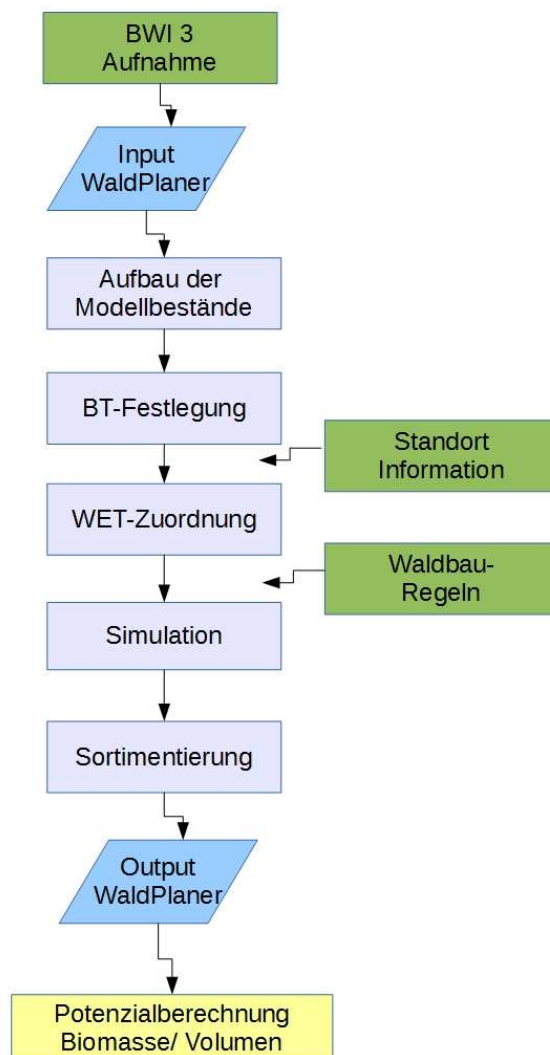 BWI 3
Aufnahme
Input
WaldPlaner
Aufbau der
Modellbestände
BT-Festlegung
Standort
Information
WET-Zuordnung
Waldbau-
Regeln
Simulation
Sortimentierung
Output
WaldPlaner
Potenzialberechnung
Biomasse/ Volumen